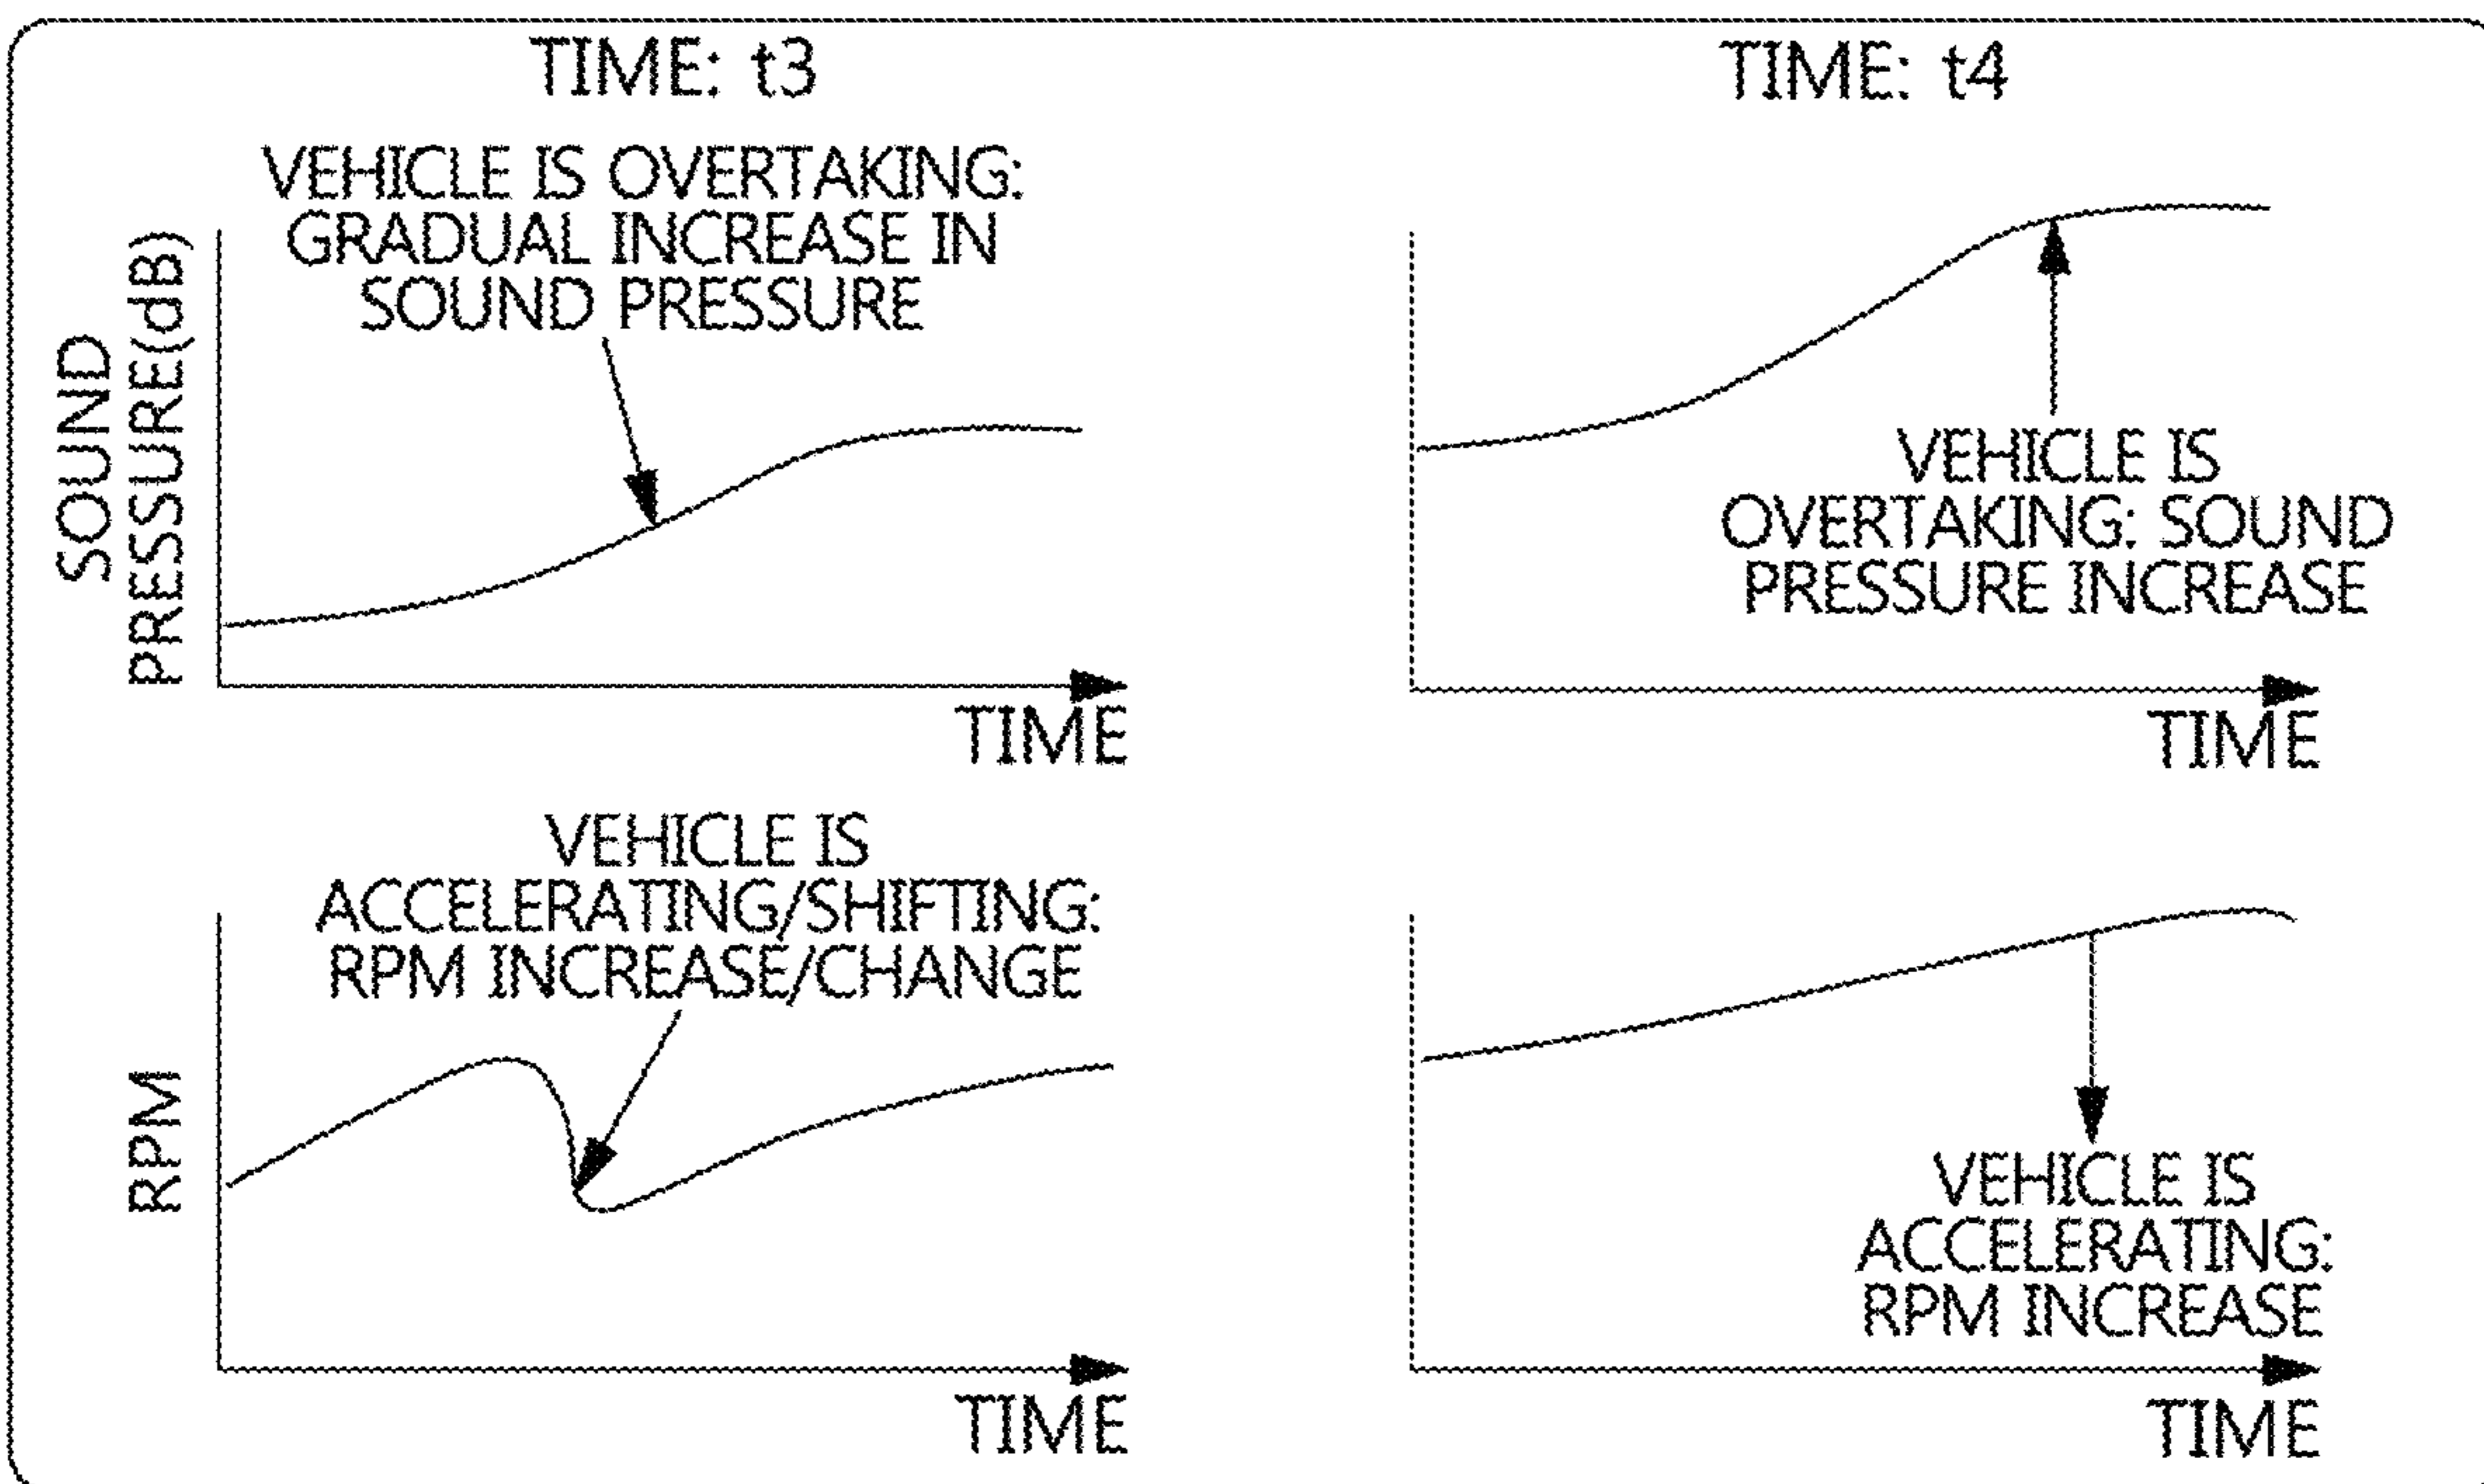 TIME: t3
VEHICLE IS OVERTAKING:
GRADUAL INCREASE IN
SOUND PRESSURE
SOUND
PRESSURE(dB)
TIME
TIME: t4
VEHICLE IS
OVERTAKING: SOUND
PRESSURE INCREASE
TIME
VEHICLE IS
ACCELERATING/SHIFTING:
RPM INCREASE/CHANGE
RPM
TIME
VEHICLE IS
ACCELERATING:
RPM INCREASE
TIME